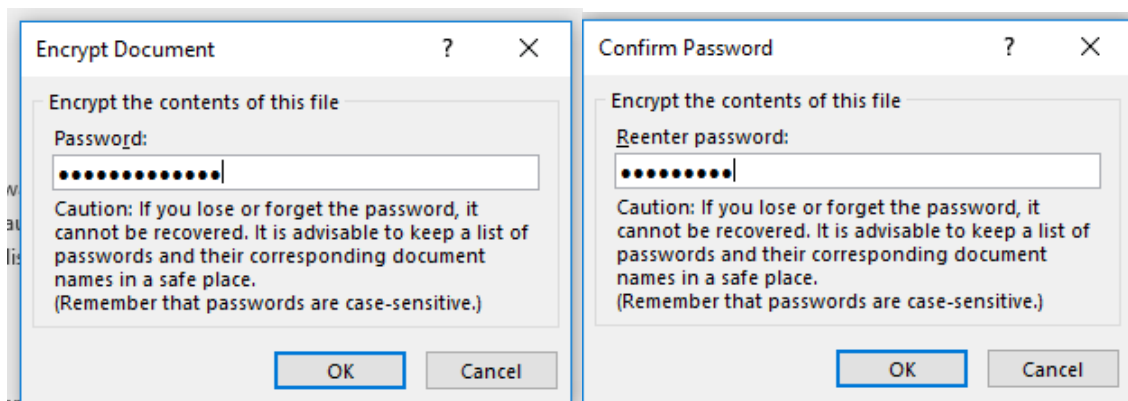 Encrypt Document ? ×
Encrypt the contents of this file
Password:
●●●●●●●●●●●●●
Caution: If you lose or forget the password, it
cannot be recovered. It is advisable to keep a list of
passwords and their corresponding document
names in a safe place.
(Remember that passwords are case-sensitive.)
OK Cancel
Confirm Password ? ×
Encrypt the contents of this file
Reenter password:
●●●●●●●●●
Caution: If you lose or forget the password, it
cannot be recovered. It is advisable to keep a list of
passwords and their corresponding document
names in a safe place.
(Remember that passwords are case-sensitive.)
OK Cancel